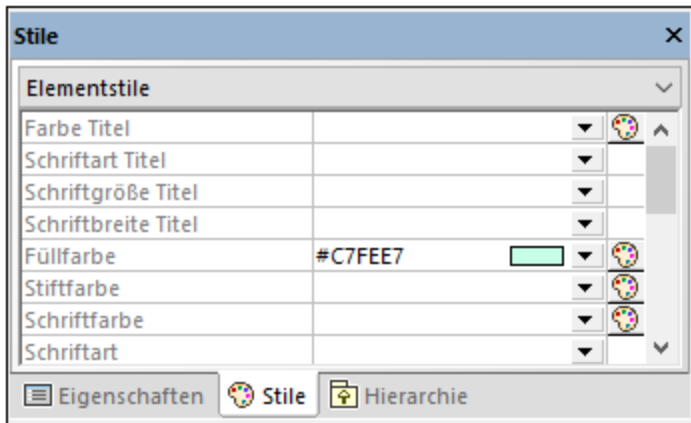 Stile
Elementstile
Farbe Titel
Schriftart Titel
Schriftgröße Titel
Schriftbreite Titel
Füllfarbe #C7FEE7
Stiftfarbe
Schriftfarbe
Schriftart
Eigenschaften Stile Hierarchie